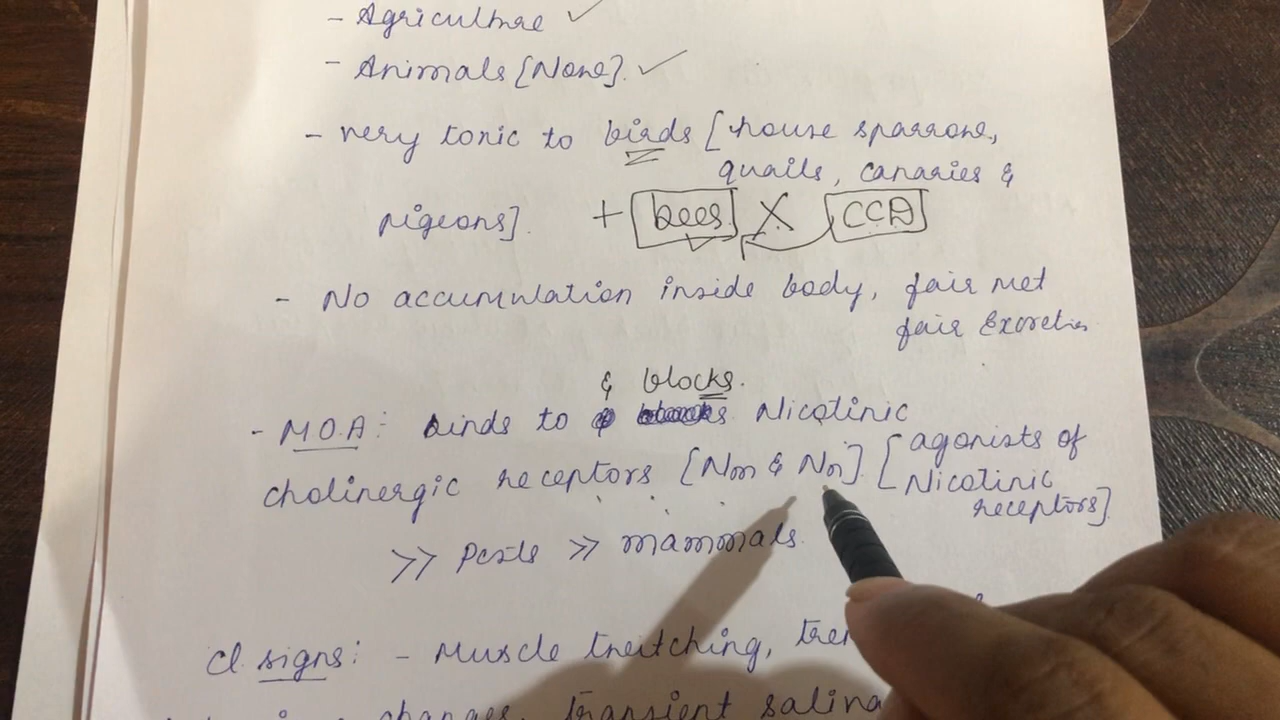 - Agriculture ✓
- Animals [None]. ✓
- very toxic to birds [house sparrows,
quails, canaries &
pigeons]. + bees X CCD
- No accumulation inside body, fair met
fair Excretion
& blocks.
- M.O.A: binds to Nicotinic
cholinergic receptors [Nm & Nn] [agonists of
Nicotinic
receptors]
>> Pests >> mammals.
Cl signs: - Muscle twitching,
changes, transient